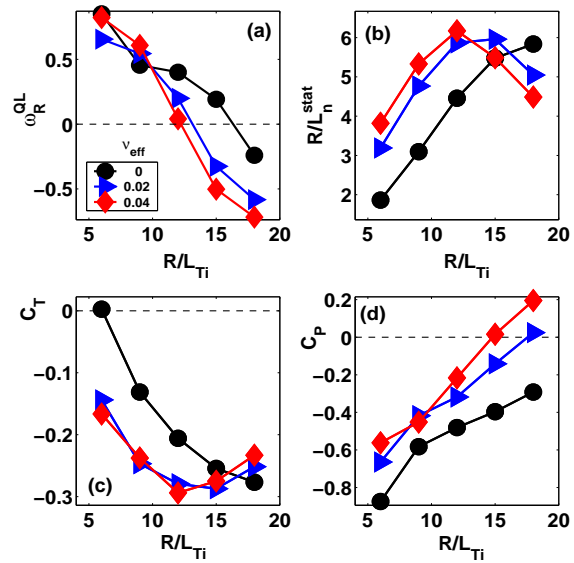 (a)
ω_R^QL
0.5
0
−0.5
ν_eff
0
0.02
0.04
5 10 15 20
R/L_Ti
(b)
R/L_n^stat
6
5
4
3
2
5 10 15 20
R/L_Ti
C_T
0
−0.1
−0.2
−0.3
(c)
5 10 15 20
R/L_Ti
(d)
C_P
0.2
0
−0.2
−0.4
−0.6
−0.8
5 10 15 20
R/L_Ti